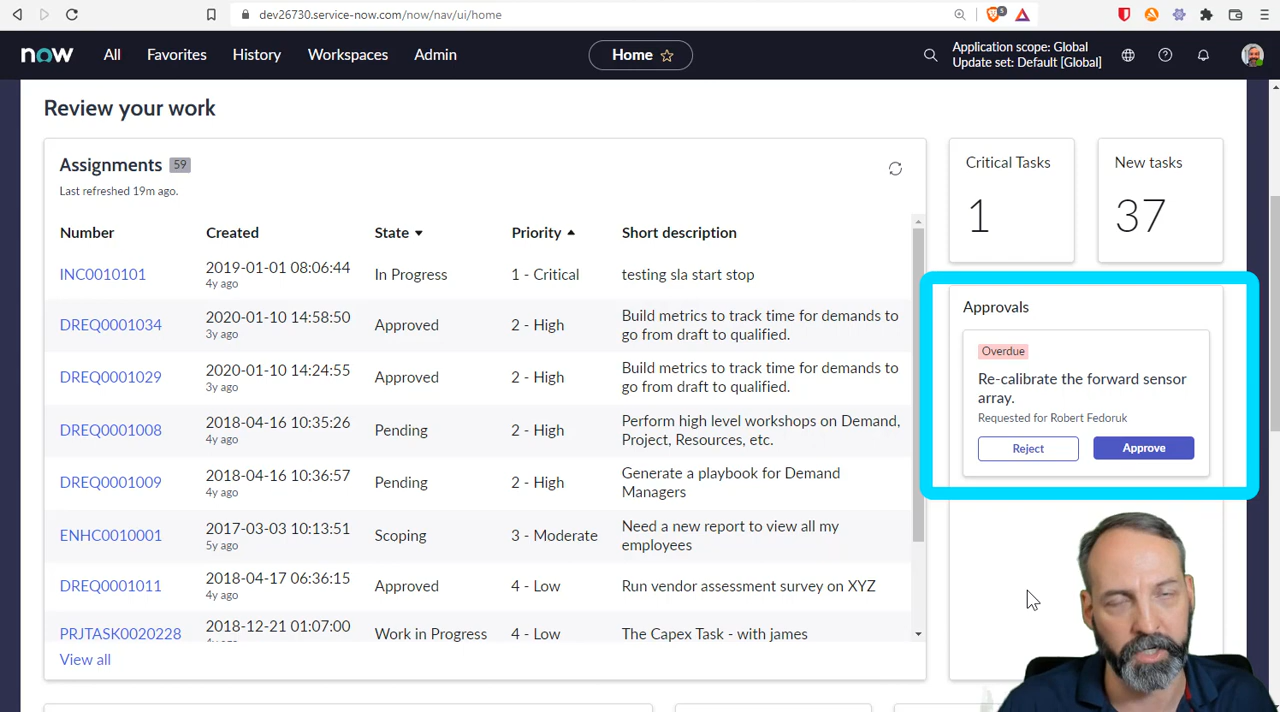 dev26730.service-now.com/now/nav/ui/home
5
now
All
Favorites
History
Workspaces
Admin
Home
Application scope: Global
Update set: Default [Global]
Review your work
Assignments 59
Last refreshed 19m ago.
Number Created State Priority Short description
INC0010101 2019-01-01 08:06:44 In Progress 1 - Critical testing sla start stop
4y ago
DREQ0001034 2020-01-10 14:58:50 Approved 2 - High Build metrics to track time for demands to
3y ago go from draft to qualified.
DREQ0001029 2020-01-10 14:24:55 Approved 2 - High Build metrics to track time for demands to
3y ago go from draft to qualified.
DREQ0001008 2018-04-16 10:35:26 Pending 2 - High Perform high level workshops on Demand,
4y ago Project, Resources, etc.
DREQ0001009 2018-04-16 10:36:57 Pending 2 - High Generate a playbook for Demand
4y ago Managers
ENHC0010001 2017-03-03 10:13:51 Scoping 3 - Moderate Need a new report to view all my
5y ago employees
DREQ0001011 2018-04-17 06:36:15 Approved 4 - Low Run vendor assessment survey on XYZ
4y ago
PRJTASK0020228 2018-12-21 01:07:00 Work in Progress 4 - Low The Capex Task - with james
4y ago
View all
Critical Tasks
1
New tasks
37
Approvals
Overdue
Re-calibrate the forward sensor
array.
Requested for Robert Fedoruk
Reject
Approve